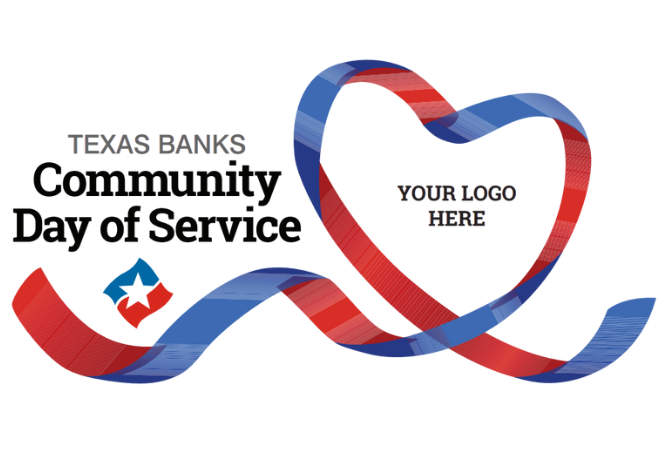 TEXAS BANKS
Community
Day of Service
YOUR LOGO
HERE